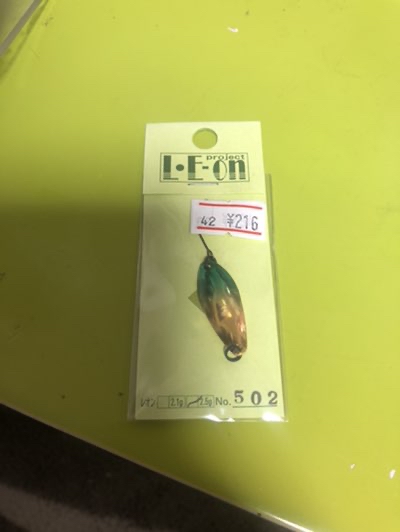 project
L·E-on
42 ¥216
レオン 2.1g 2.5g No. 502